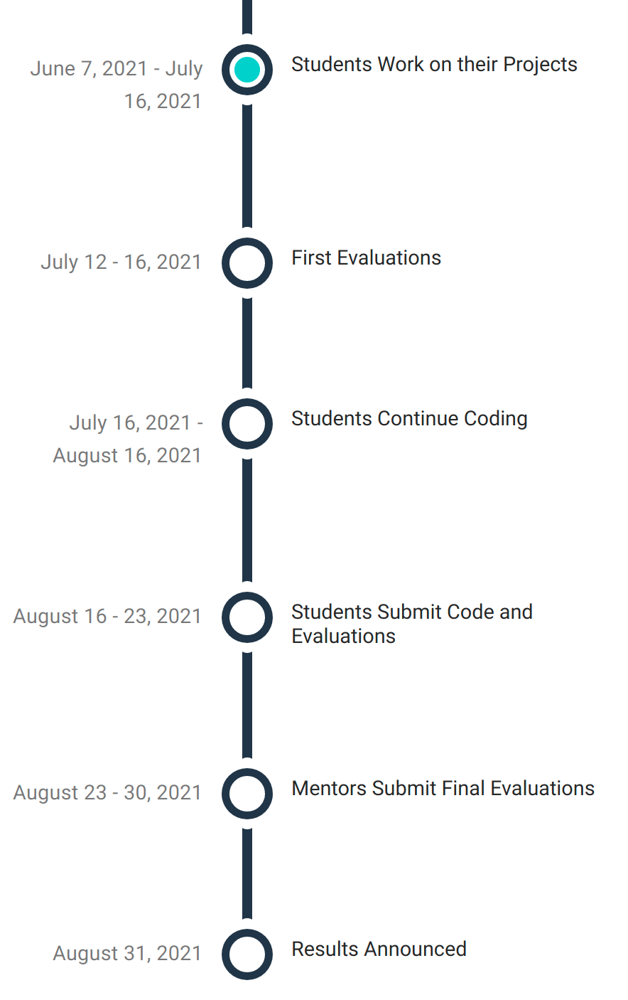 June 7, 2021 - July
16, 2021
Students Work on their Projects
July 12 - 16, 2021
First Evaluations
July 16, 2021 -
August 16, 2021
Students Continue Coding
August 16 - 23, 2021
Students Submit Code and
Evaluations
August 23 - 30, 2021
Mentors Submit Final Evaluations
August 31, 2021
Results Announced